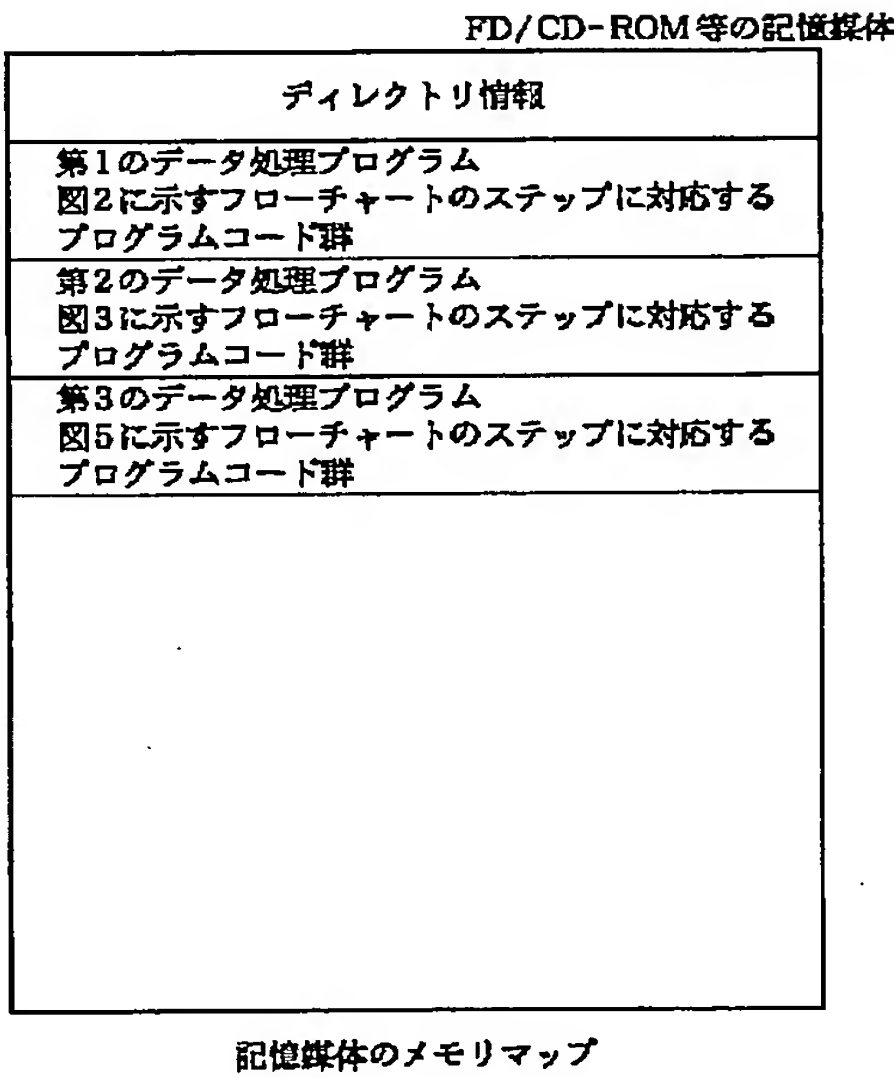 FD/CD-ROM等の記憶媒体
ディレクトリ情報
第1のデータ処理プログラム
図2に示すフローチャートのステップに対応する
プログラムコード群
第2のデータ処理プログラム
図3に示すフローチャートのステップに対応する
プログラムコード群
第3のデータ処理プログラム
図5に示すフローチャートのステップに対応する
プログラムコード群
記憶媒体のメモリマップ